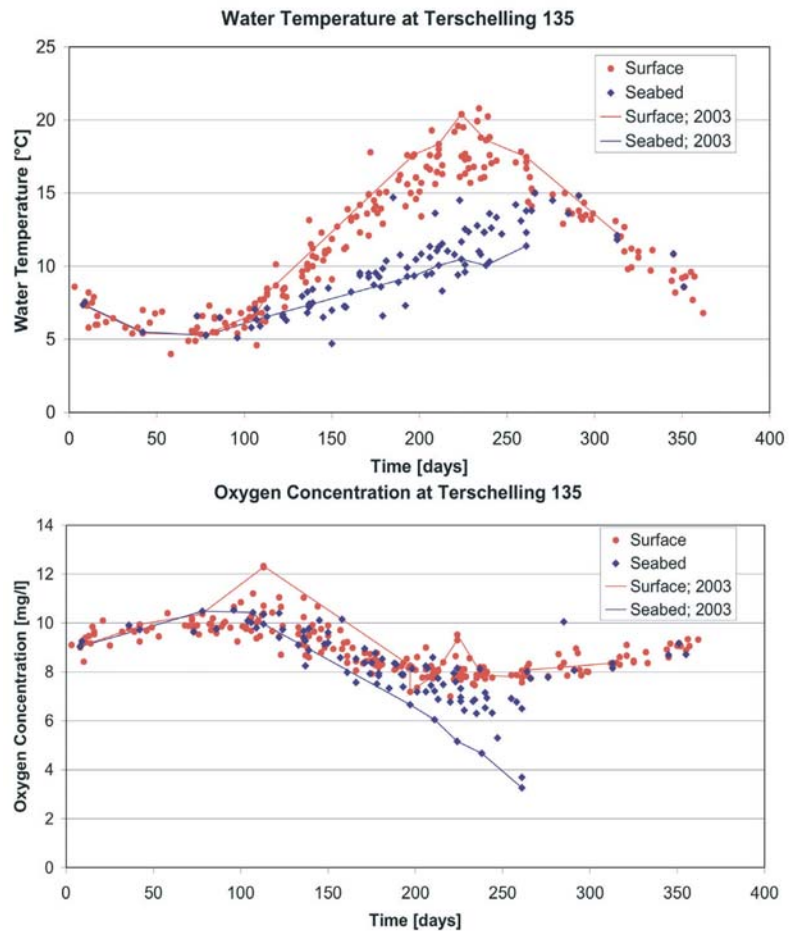 Water Temperature at Terschelling 135
25
20
15
10
5
0
Water Temperature [°C]
Surface
Seabed
Surface; 2003
Seabed; 2003
0 50 100 150 200 250 300 350 400
Time [days]
Oxygen Concentration at Terschelling 135
14
12
10
8
6
4
2
0
Oxygen Concentration [mg/l]
Surface
Seabed
Surface; 2003
Seabed; 2003
0 50 100 150 200 250 300 350 400
Time [days]